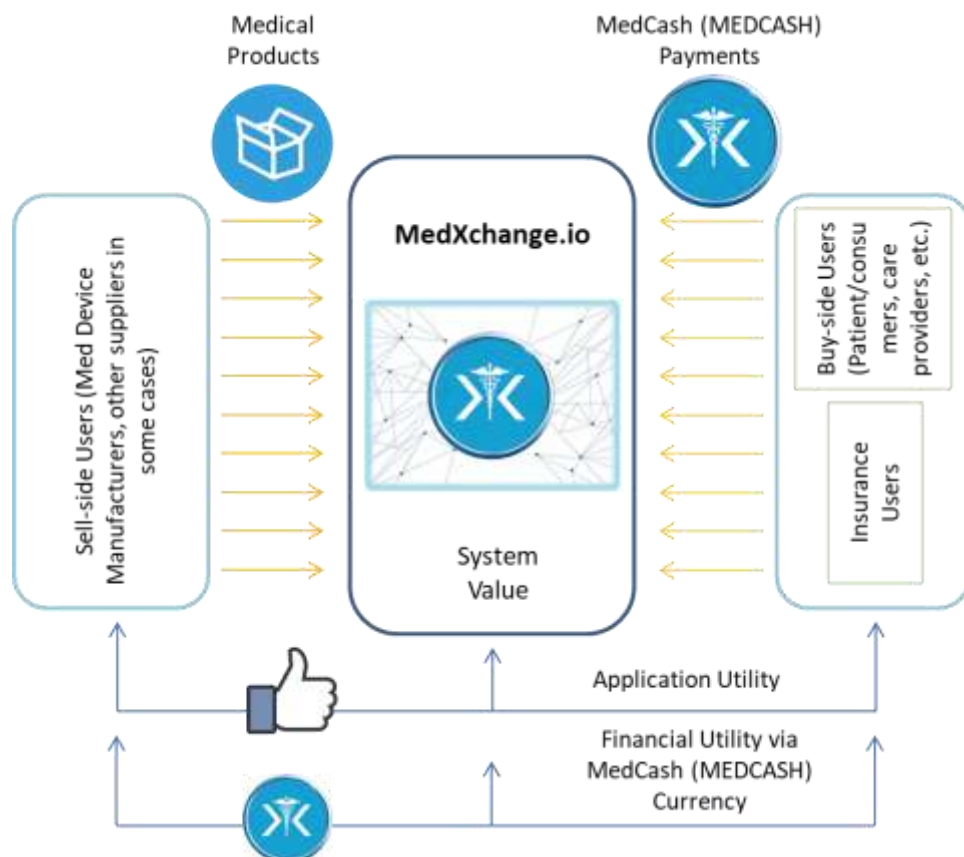 Medical
Products
MedCash (MEDCASH)
Payments
Sell-side Users (Med Device
Manufacturers, other suppliers in
some cases)
MedXchange.io
System
Value
Buy-side Users
(Patient/consu
mers, care
providers, etc.)
Insurance
Users
Application Utility
Financial Utility via
MedCash (MEDCASH)
Currency